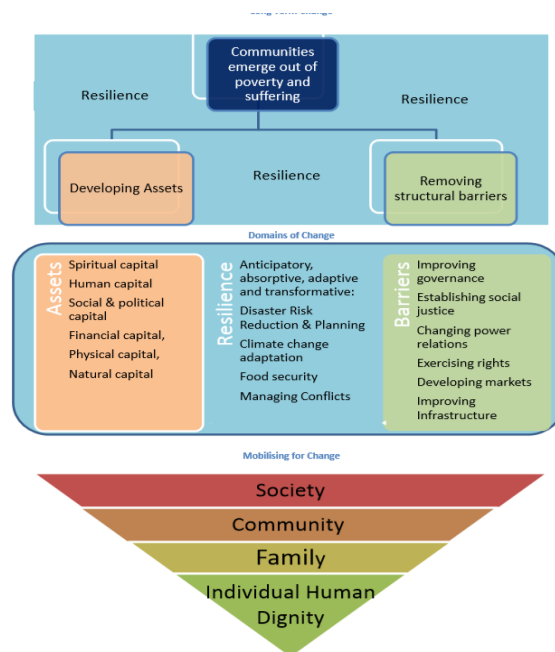 Communities
emerge out of
poverty and
suffering
Resilience
Resilience
Developing Assets
Resilience
Removing
structural barriers
Domains of Change
Assets
Spiritual capital
Human capital
Social & political
capital
Financial capital,
Physical capital,
Natural capital
Resilience
Anticipatory,
absorptive, adaptive
and transformative:
Disaster Risk
Reduction & Planning
Climate change
adaptation
Food security
Managing Conflicts
Barriers
Improving
governance
Establishing social
justice
Changing power
relations
Exercising rights
Developing markets
Improving
Infrastructure
Mobilising for Change
Society
Community
Family
Individual Human
Dignity